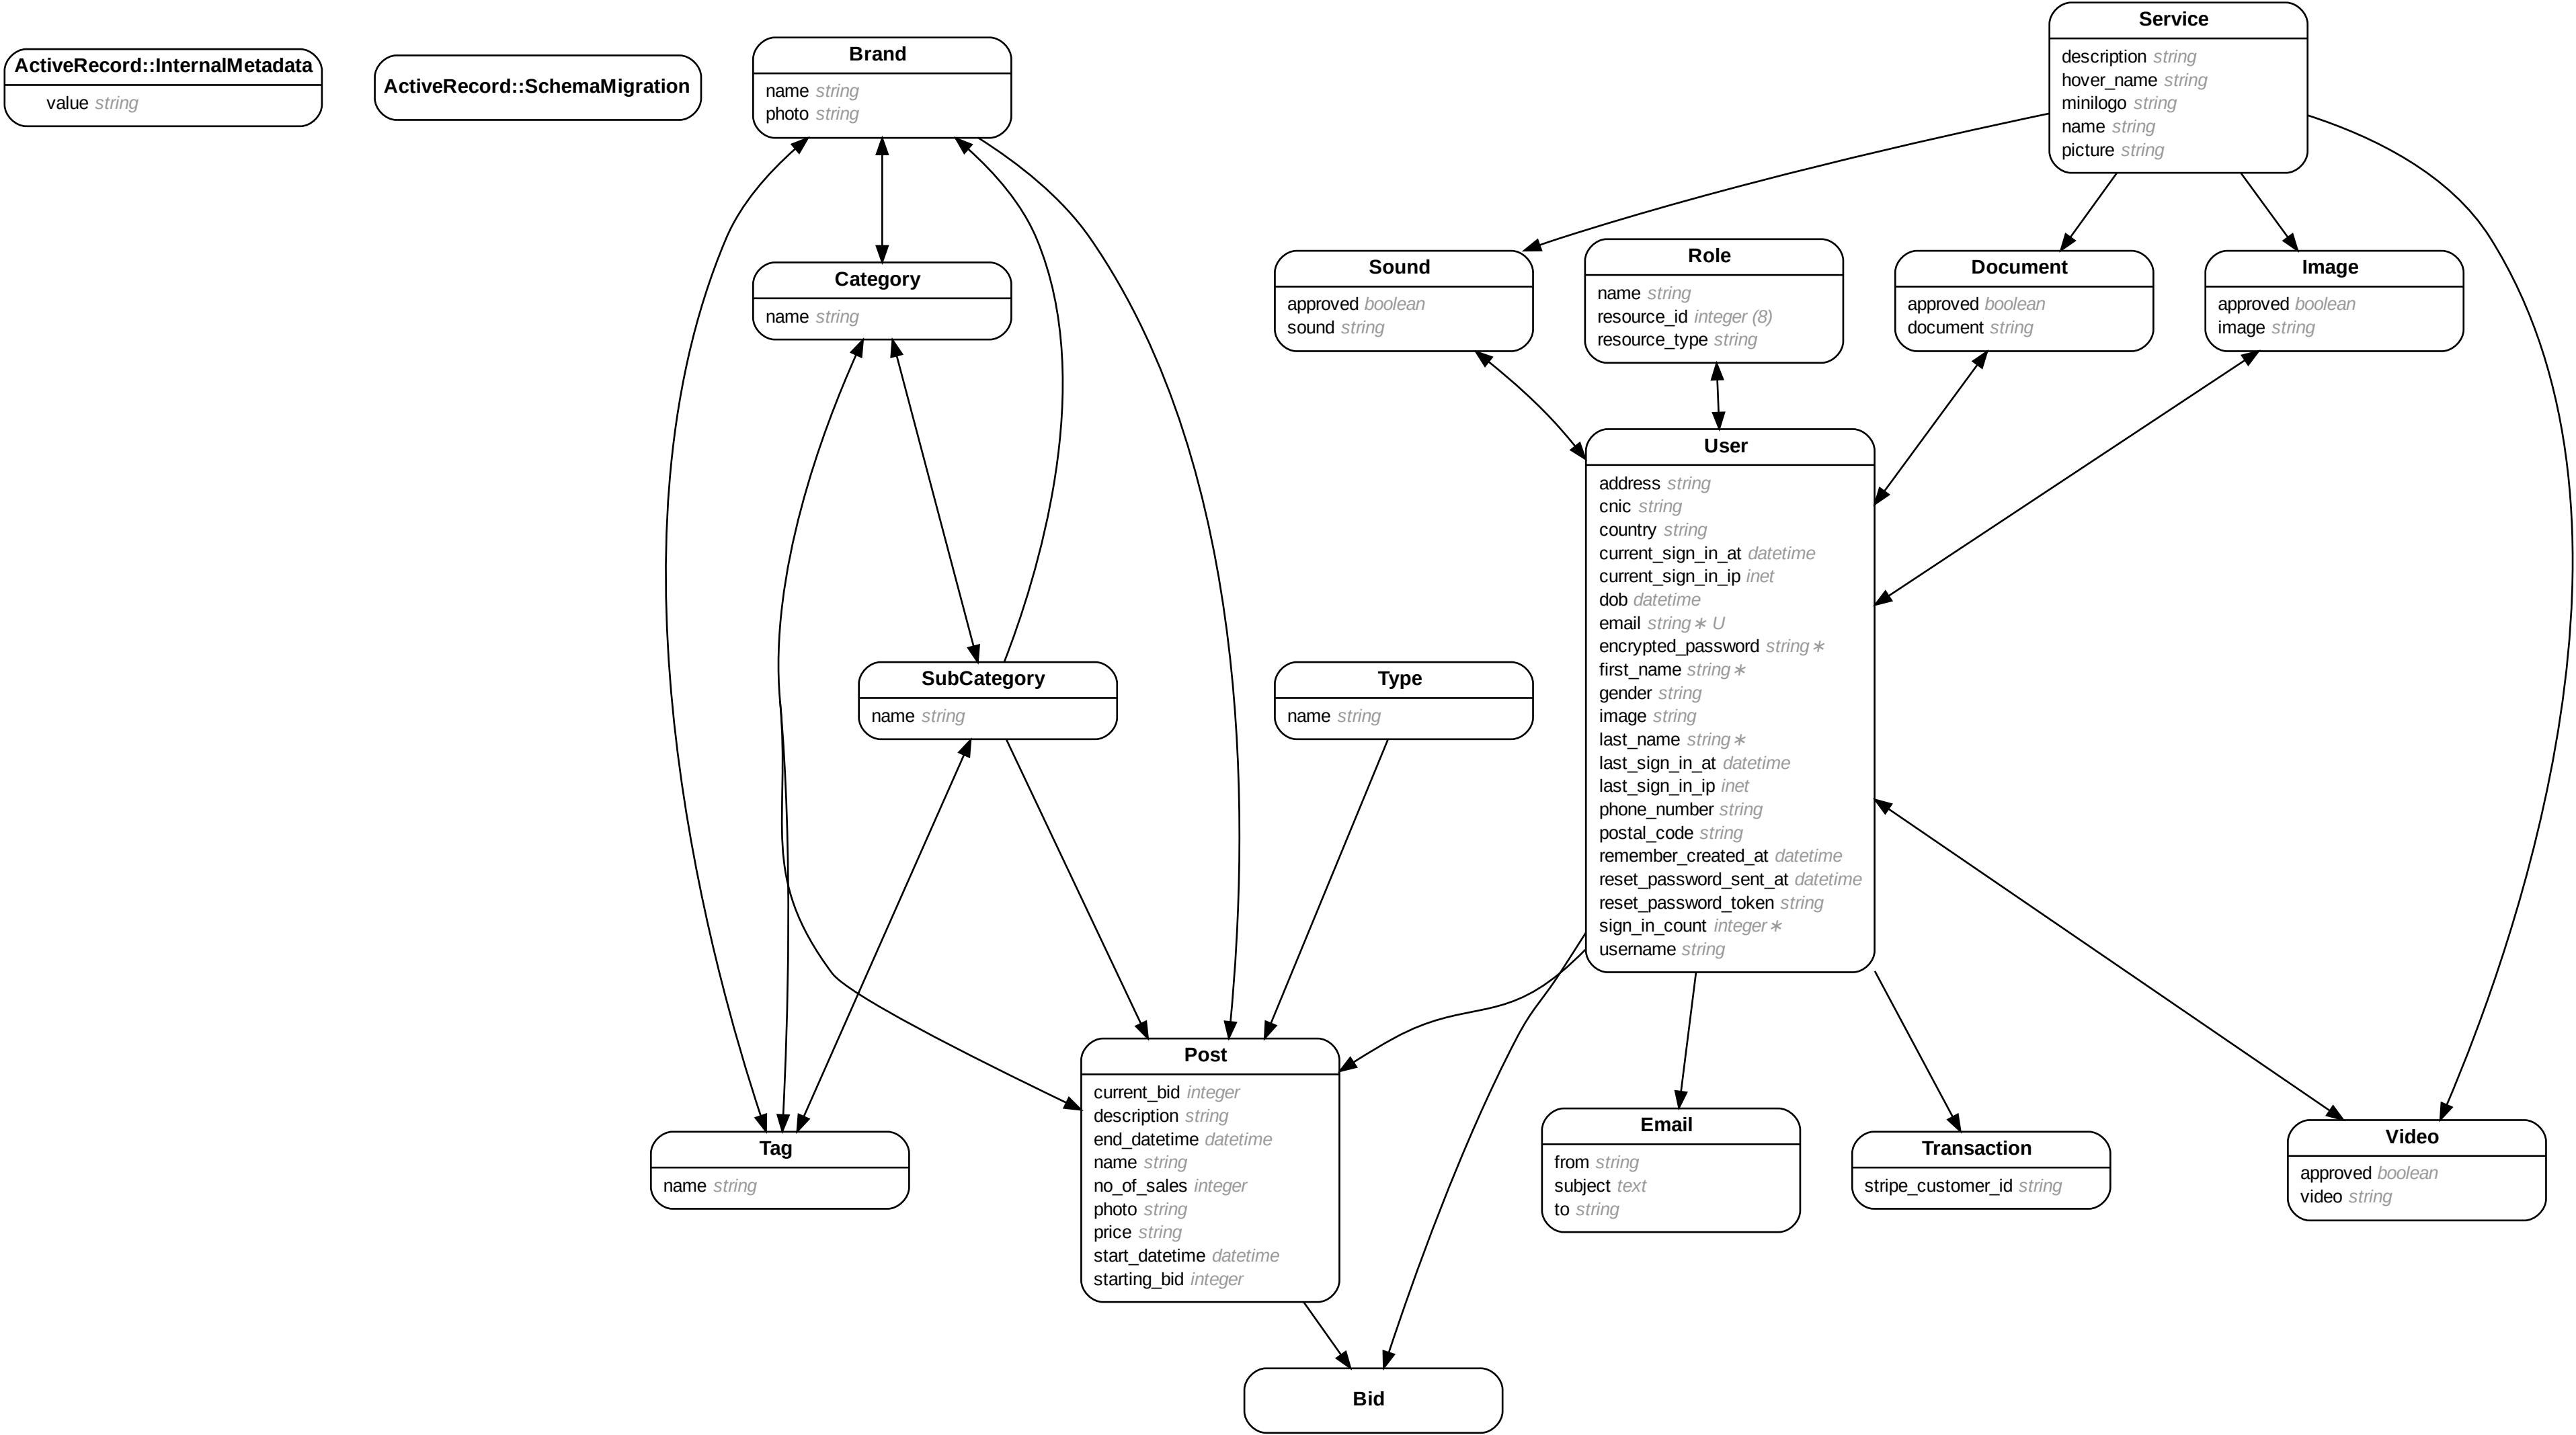 ActiveRecord::InternalMetadata
value string
ActiveRecord::SchemaMigration
Brand
name string
photo string
Service
description string
hover_name string
minilogo string
name string
picture string
Category
name string
Sound
approved boolean
sound string
Role
name string
resource_id integer (8)
resource_type string
Document
approved boolean
document string
Image
approved boolean
image string
User
address string
cnic string
country string
current_sign_in_at datetime
current_sign_in_ip inet
dob datetime
email string∗ U
encrypted_password string∗
first_name string∗
gender string
image string
last_name string∗
last_sign_in_at datetime
last_sign_in_ip inet
phone_number string
postal_code string
remember_created_at datetime
reset_password_sent_at datetime
reset_password_token string
sign_in_count integer∗
username string
SubCategory
name string
Type
name string
Tag
name string
Post
current_bid integer
description string
end_datetime datetime
name string
no_of_sales integer
photo string
price string
start_datetime datetime
starting_bid integer
Email
from string
subject text
to string
Transaction
stripe_customer_id string
Video
approved boolean
video string
Bid